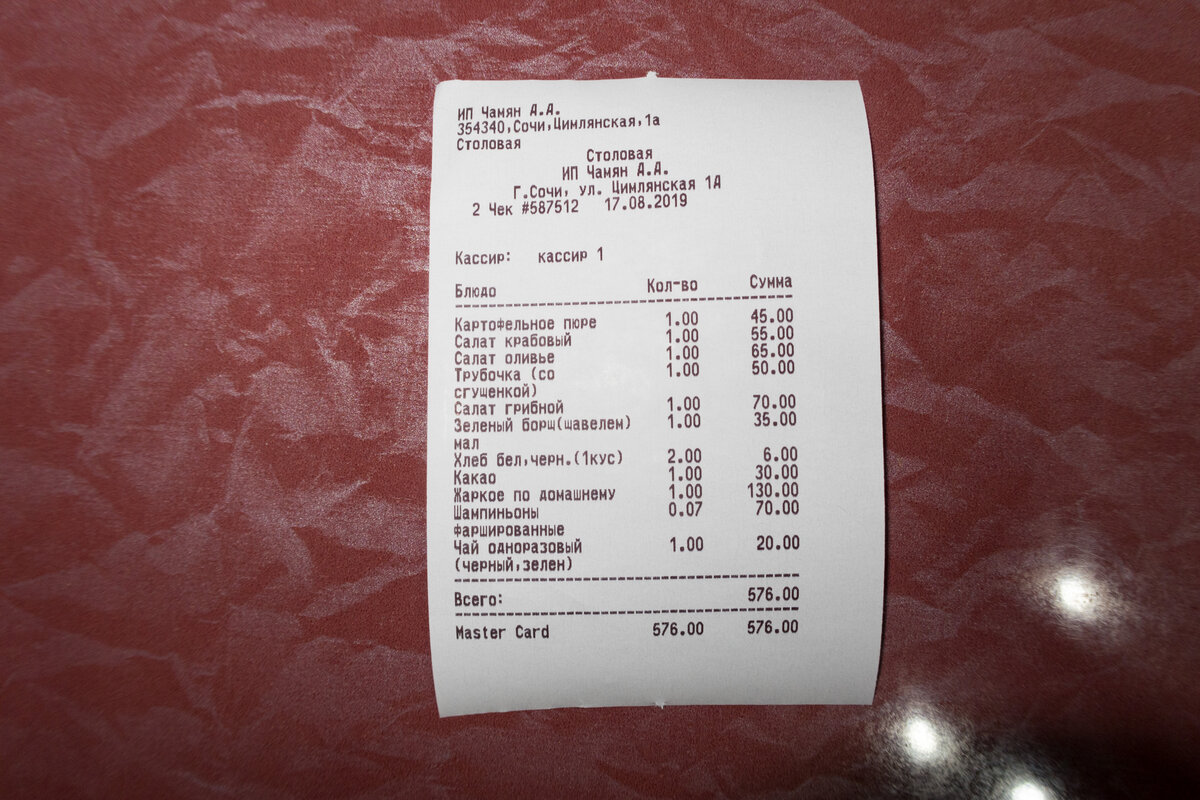 ИП Чамян А.А.
354340,Сочи,Цимлянская,1а
Столовая
Столовая
ИП Чамян А.А.
Г.Сочи, ул. Цимлянская 1А
2 Чек #587512 17.08.2019
Кассир: кассир 1
Блюдо Кол-во Сумма
Картофельное пюре 1.00 45.00
Салат крабовый 1.00 55.00
Салат оливье 1.00 65.00
Трубочка (со 1.00 50.00
сгущенкой)
Салат грибной 1.00 70.00
Зеленый борщ(щавелем) 1.00 35.00
мал
Хлеб бел,черн.(1кус) 2.00 6.00
Какао 1.00 30.00
Жаркое по домашнему 1.00 130.00
Шампиньоны 0.07 70.00
фаршированные
Чай одноразовый 1.00 20.00
(черный,зелен)
Всего: 576.00
Master Card 576.00 576.00